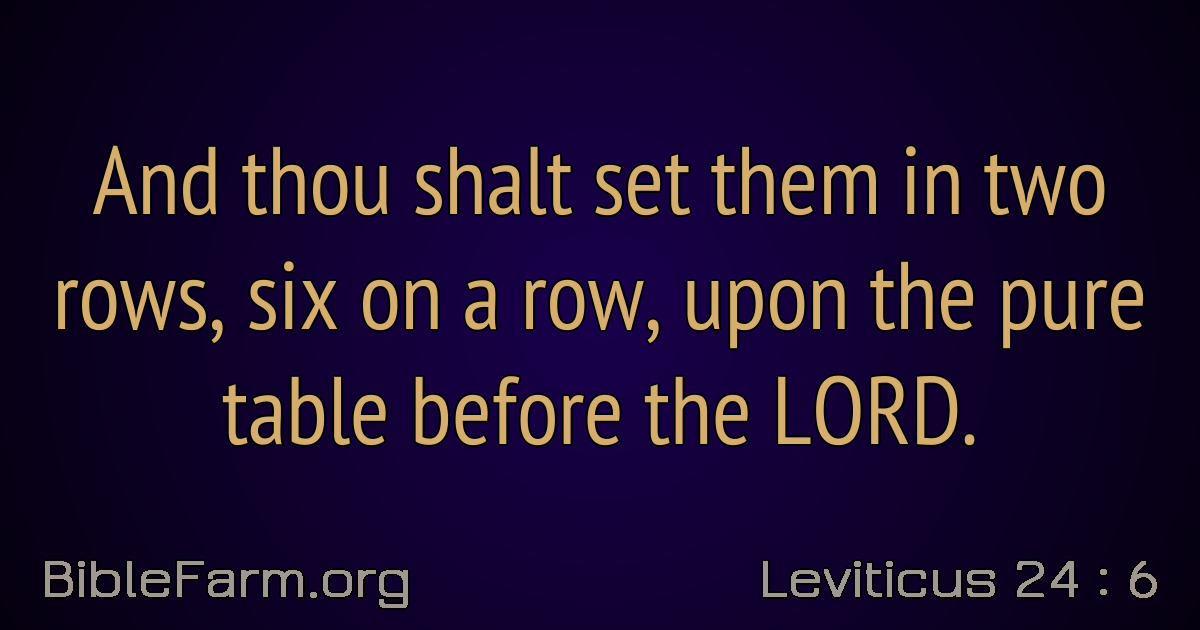 And thou shalt set them in two
rows, six on a row, upon the pure
table before the LORD.
BibleFarm.org
Leviticus 24 : 6